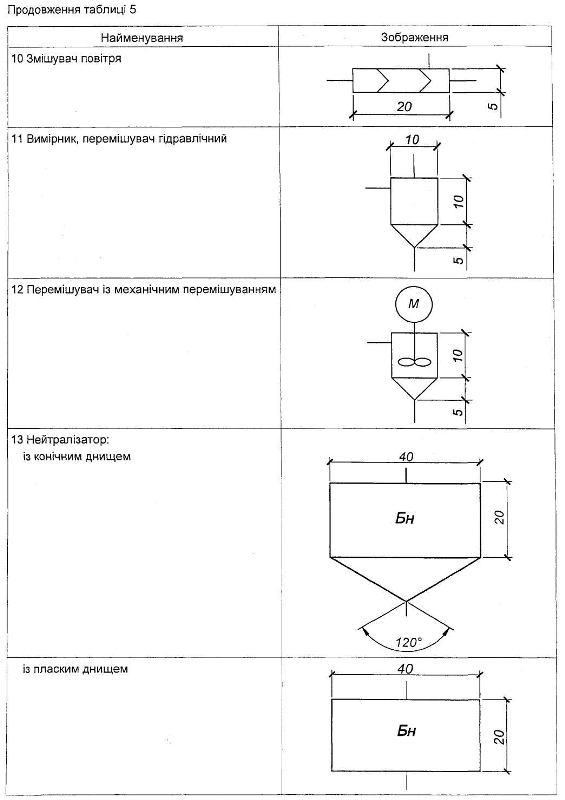 Продовження таблиці 5
Найменування
Зображення
10 Змішувач повітря
20
5
11 Вимірник, перемішувач гідравлічний
10
10
5
12 Перемішувач із механічним перемішуванням
М
10
5
13 Нейтралізатор:
із конічним днищем
40
Бн
20
120°
із пласким днищем
40
Бн
20